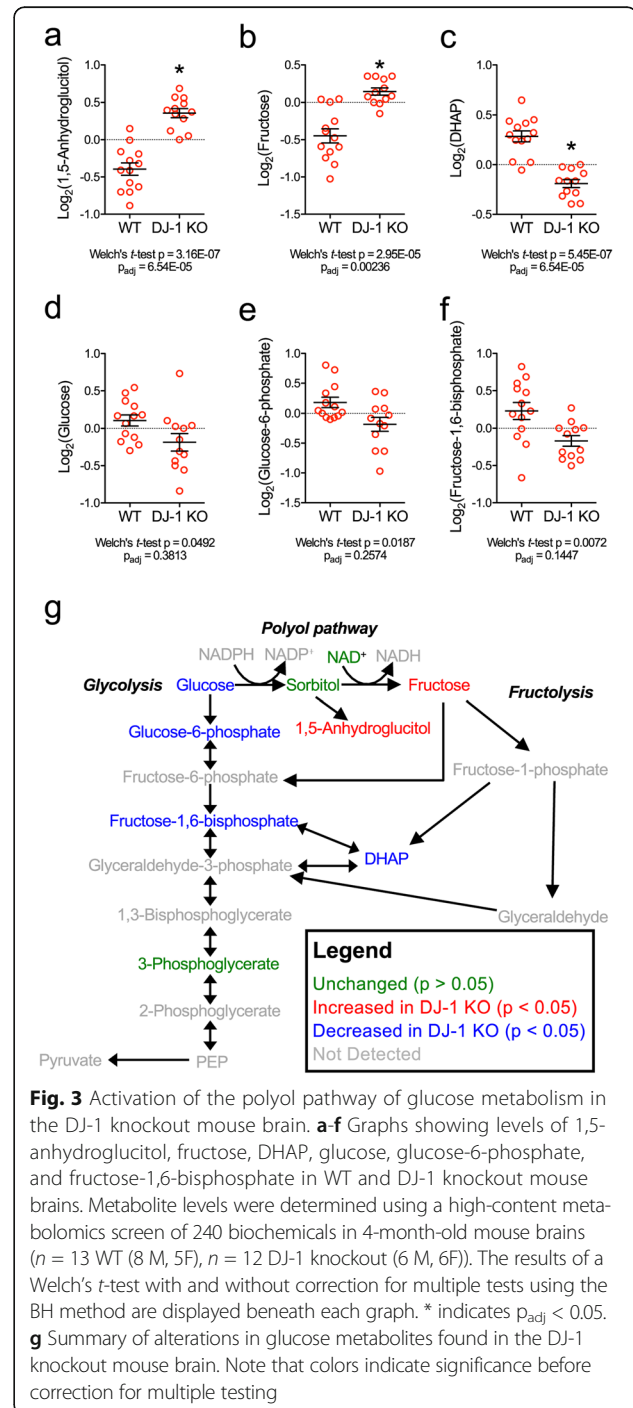 a
b
c
*
*
*
Log2(1,5-Anhydroglucitol)
1.0
0.5
0.0
-0.5
-1.0
WT DJ-1 KO
Welch's t-test p = 3.16E-07
padj = 6.54E-05
Log2(Fructose)
1.0
0.5
0.0
-0.5
-1.0
-1.5
WT DJ-1 KO
Welch's t-test p = 2.95E-05
padj = 0.00236
Log2(DHAP)
1.0
0.5
0.0
-0.5
WT DJ-1 KO
Welch's t-test p = 5.45E-07
padj = 6.54E-05
d
e
f
Log2(Glucose)
1.0
0.5
0.0
-0.5
-1.0
WT DJ-1 KO
Welch's t-test p = 0.0492
padj = 0.3813
Log2(Glucose-6-phosphate)
1.0
0.5
0.0
-0.5
-1.0
-1.5
WT DJ-1 KO
Welch's t-test p = 0.0187
padj = 0.2574
Log2(Fructose-1,6-bisphosphate)
1.0
0.5
0.0
-0.5
-1.0
WT DJ-1 KO
Welch's t-test p = 0.0072
padj = 0.1447
g
Polyol pathway
NADPH NADP+ NAD+ NADH
Glycolysis Glucose Sorbitol Fructose Fructolysis
Glucose-6-phosphate 1,5-Anhydroglucitol
Fructose-6-phosphate Fructose-1-phosphate
Fructose-1,6-bisphosphate
Glyceraldehyde-3-phosphate DHAP
1,3-Bisphosphoglycerate Glyceraldehyde
3-Phosphoglycerate
2-Phosphoglycerate
Pyruvate PEP
Legend
Unchanged (p > 0.05)
Increased in DJ-1 KO (p < 0.05)
Decreased in DJ-1 KO (p < 0.05)
Not Detected
Fig. 3 Activation of the polyol pathway of glucose metabolism in
the DJ-1 knockout mouse brain. a-f Graphs showing levels of 1,5-
anhydroglucitol, fructose, DHAP, glucose, glucose-6-phosphate,
and fructose-1,6-bisphosphate in WT and DJ-1 knockout mouse
brains. Metabolite levels were determined using a high-content meta-
bolomics screen of 240 biochemicals in 4-month-old mouse brains
(n = 13 WT (8 M, 5F), n = 12 DJ-1 knockout (6 M, 6F)). The results of a
Welch's t-test with and without correction for multiple tests using the
BH method are displayed beneath each graph. * indicates padj < 0.05.
g Summary of alterations in glucose metabolites found in the DJ-1
knockout mouse brain. Note that colors indicate significance before
correction for multiple testing